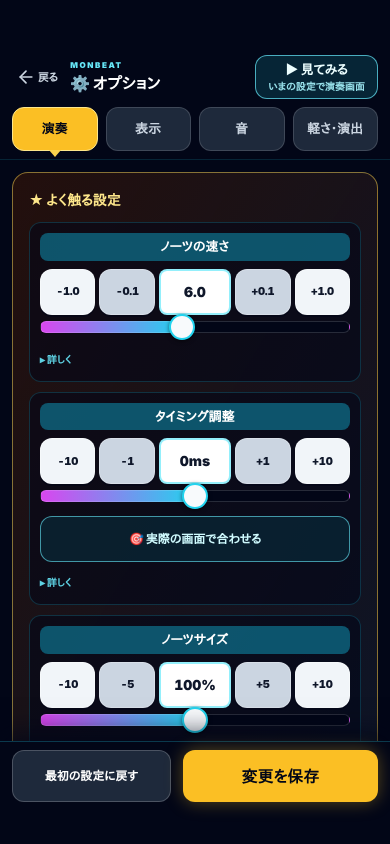 MONBEAT
← 戻る
⚙️ オプション
▶ 見てみる
いまの設定で演奏画面
演奏
表示
音
軽さ·演出
★ よく触る設定
ノーツの速さ
-1.0
-0.1
6.0
+0.1
+1.0
▸詳しく
タイミング調整
-10
-1
0ms
+1
+10
🎯 実際の画面で合わせる
▸詳しく
ノーツサイズ
-10
-5
100%
+5
+10
最初の設定に戻す
変更を保存